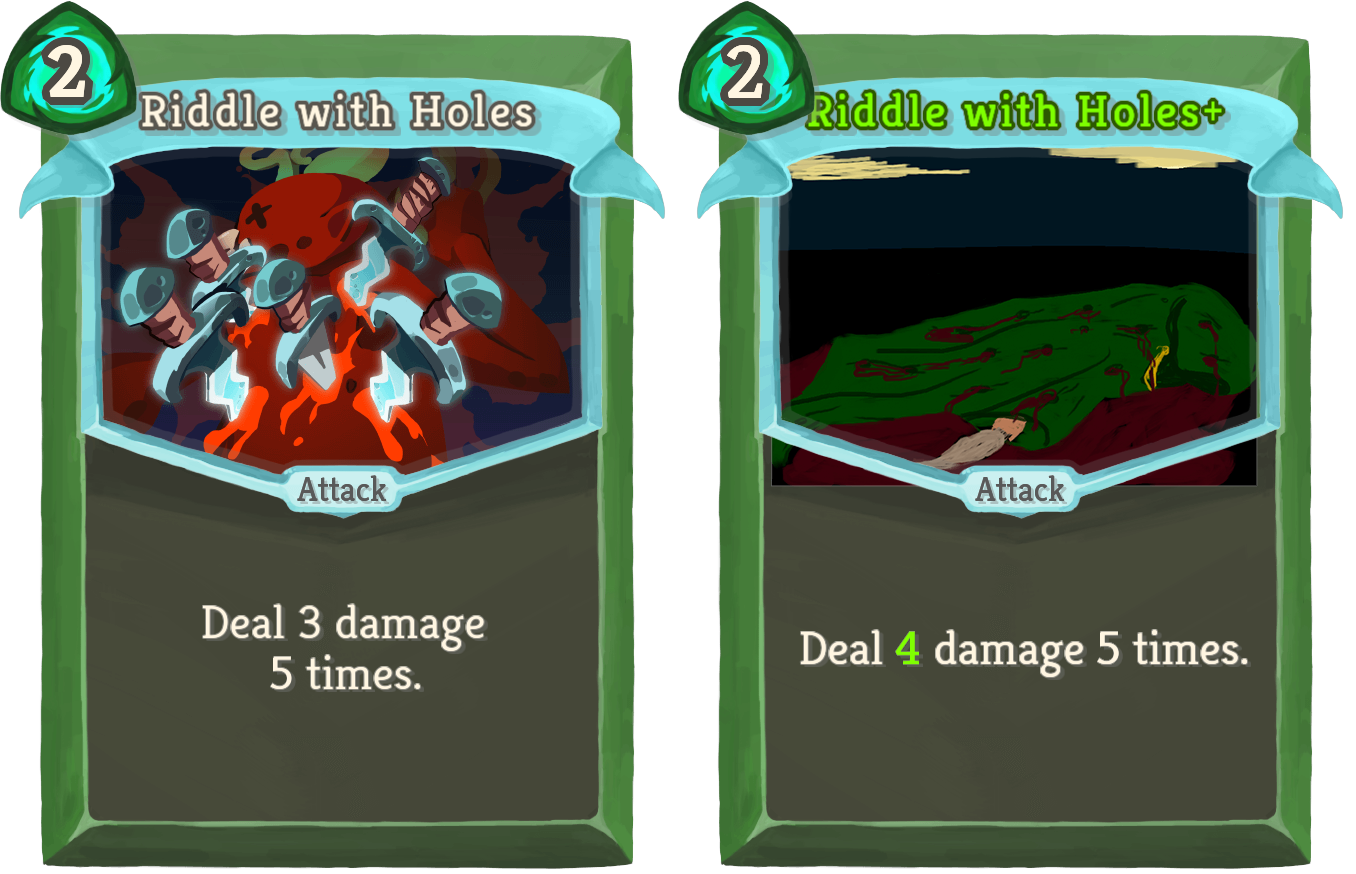 2
Riddle with Holes
Attack
Deal 3 damage
5 times.
2
Riddle with Holes+
Attack
Deal 4 damage 5 times.